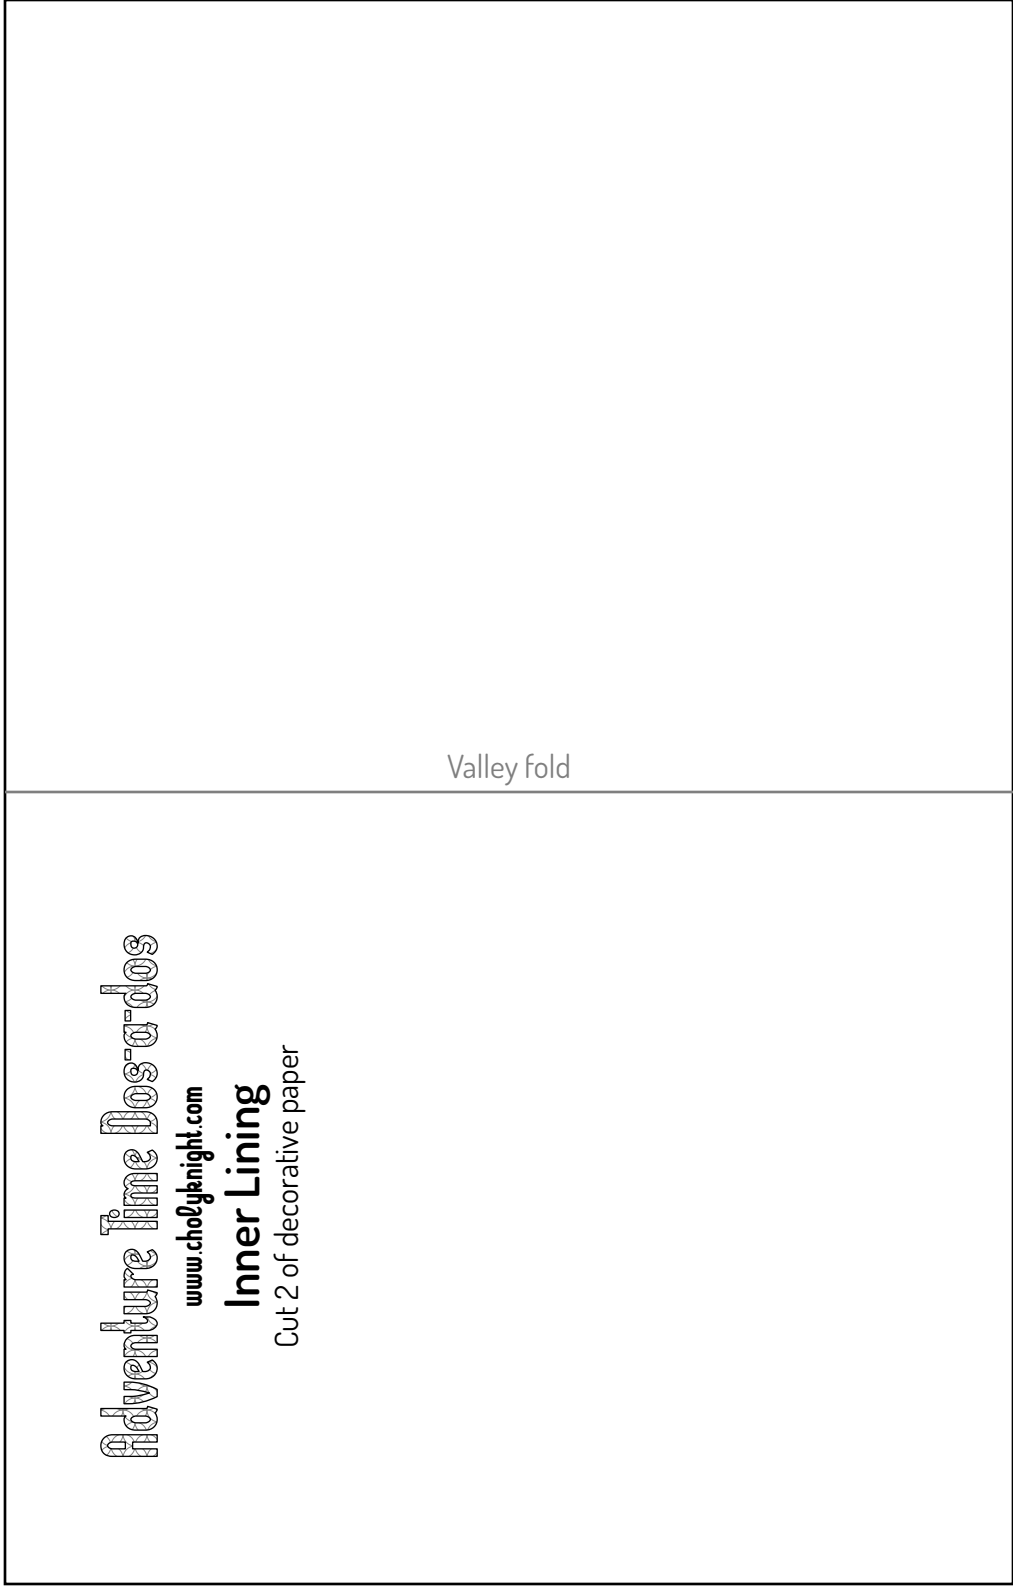 Valley fold
Adventure Time Dos-a-dos
www.cholyknight.com
Inner Lining
Cut 2 of decorative paper